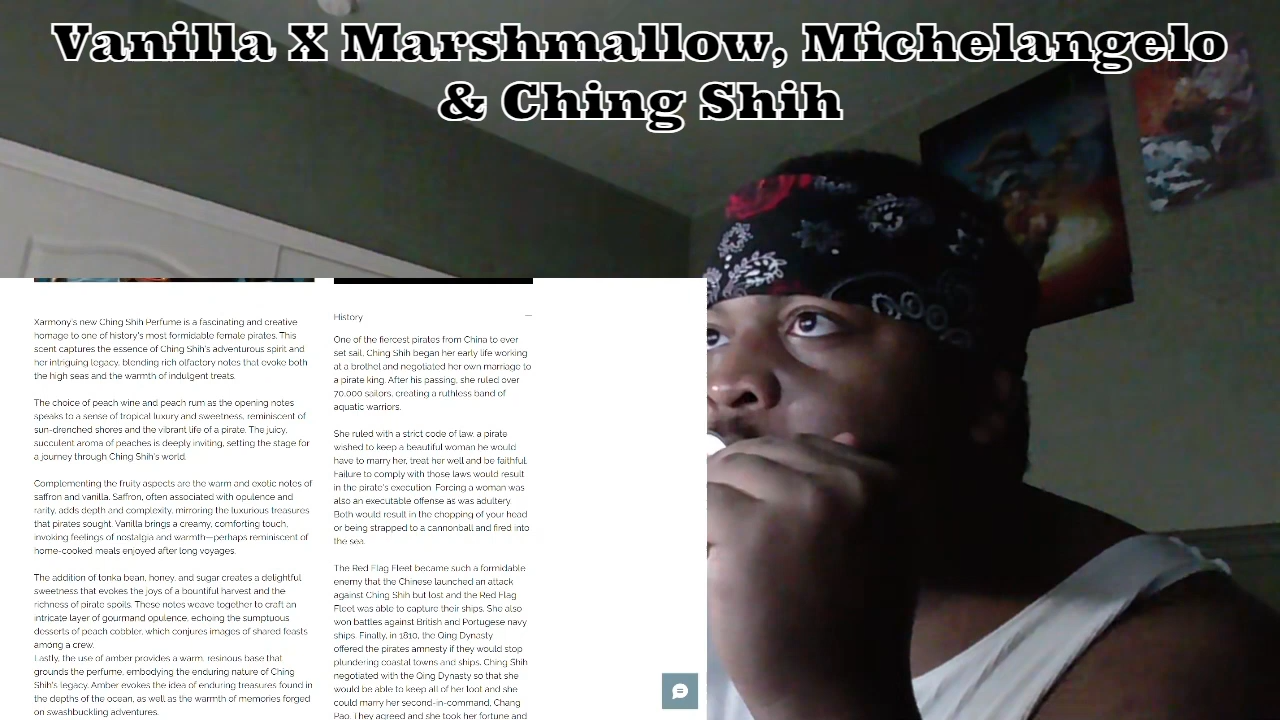 Vanilla X Marshmallow, Michelangelo
& Ching Shih
Xarmony's new Ching Shih Perfume is a fascinating and creative
homage to one of history's most formidable female pirates. This
scent captures the essence of Ching Shih's adventurous spirit and
her intriguing legacy, blending rich olfactory notes that evoke both
the high seas and the warmth of indulgent treats.
The choice of peach wine and peach rum as the opening notes
speaks to a sense of tropical luxury and sweetness, reminiscent of
sun-drenched shores and the vibrant life of a pirate. The juicy,
succulent aroma of peaches is deeply inviting, setting the stage for
a journey through Ching Shih's world.
Complementing the fruity aspects are the warm and exotic notes of
saffron and vanilla. Saffron, often associated with opulence and
rarity, adds depth and complexity, mirroring the luxurious treasures
that pirates sought. Vanilla brings a creamy, comforting touch,
invoking feelings of nostalgia and warmth—perhaps reminiscent of
home-cooked meals enjoyed after long voyages.
The addition of tonka bean, honey, and sugar creates a delightful
sweetness that evokes the joys of a bountiful harvest and the
richness of pirate spoils. These notes weave together to craft an
intricate layer of gourmand opulence, echoing the sumptuous
desserts of peach cobbler, which conjures images of shared feasts
among a crew.
Lastly, the use of amber provides a warm, resinous base that
grounds the perfume, embodying the enduring nature of Ching
Shih's legacy. Amber evokes the idea of enduring treasures found in
the depths of the ocean, as well as the warmth of memories forged
on swashbuckling adventures.
History
One of the fiercest pirates from China to ever
set sail, Ching Shih began her early life working
at a brothel and negotiated her own marriage to
a pirate king. After his passing, she ruled over
70,000 sailors, creating a ruthless band of
aquatic warriors.
She ruled with a strict code of law, a pirate
wished to keep a beautiful woman he would
have to marry her, treat her well and be faithful.
Failure to comply with those laws would result
in the pirate's execution. Forcing a woman was
also an executable offense as was adultery.
Both would result in the chopping of your head
or being strapped to a cannonball and fired into
the sea.
The Red Flag Fleet became such a formidable
enemy that the Chinese launched an attack
against Ching Shih but lost and the Red Flag
Fleet was able to capture their ships. She also
won battles against British and Portugese navy
ships. Finally, in 1810, the Qing Dynasty
offered the pirates amnesty if they would stop
plundering coastal towns and ships. Ching Shih
negotiated with the Qing Dynasty so that she
would be able to keep all of her loot and she
could marry her second-in-command, Chang
Pao. They agreed and she took her fortune and